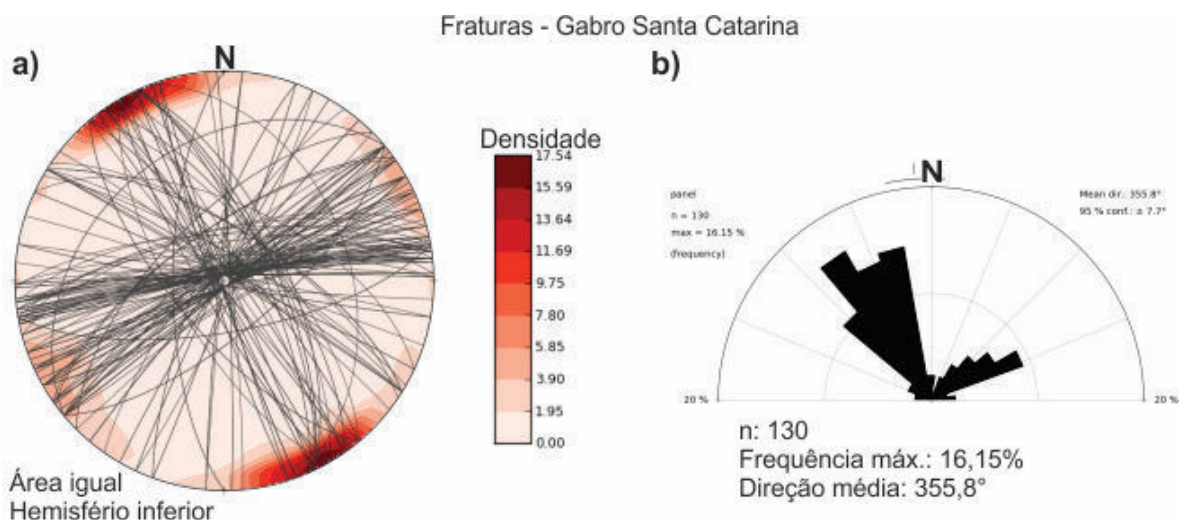 Fraturas - Gabro Santa Catarina
a)
N
Densidade
17.54
15.59
13.64
11.69
9.75
7.80
5.85
3.90
1.95
0.00
Área igual
Hemisfério inferior
b)
N
panel
n = 130
max = 16.15 %
(frequency)
Mean dir.: 355.8°
95 % conf.: ± 7.7°
20 %
20 %
n: 130
Frequência máx.: 16,15%
Direção média: 355,8°